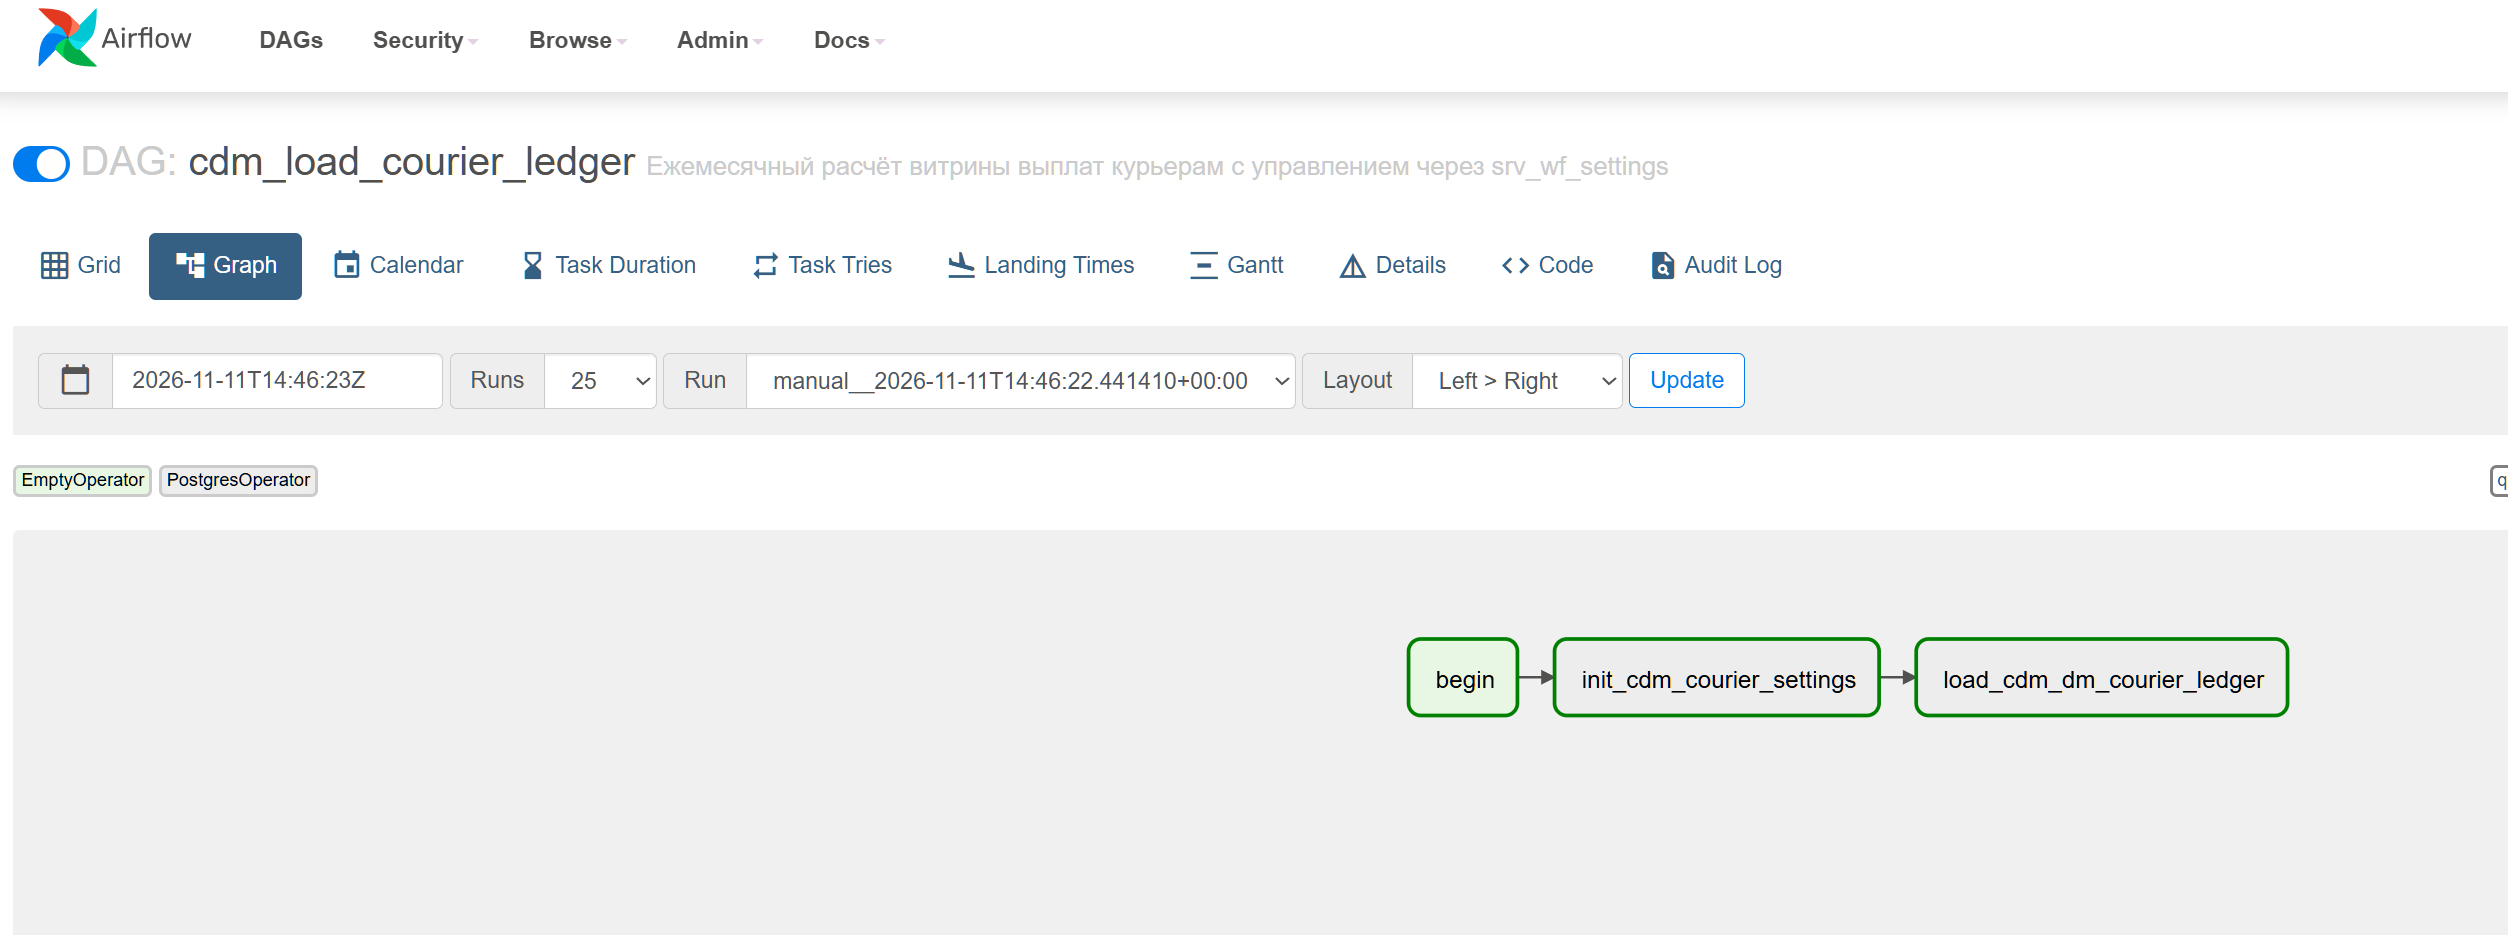 Airflow DAGs Security Browse Admin Docs
DAG: cdm_load_courier_ledger Ежемесячный расчёт витрины выплат курьерам с управлением через srv_wf_settings
Grid Graph Calendar Task Duration Task Tries Landing Times Gantt Details Code Audit Log
2026-11-11T14:46:23Z Runs 25 Run manual__2026-11-11T14:46:22.441410+00:00 Layout Left > Right Update
EmptyOperator PostgresOperator
begin init_cdm_courier_settings load_cdm_dm_courier_ledger